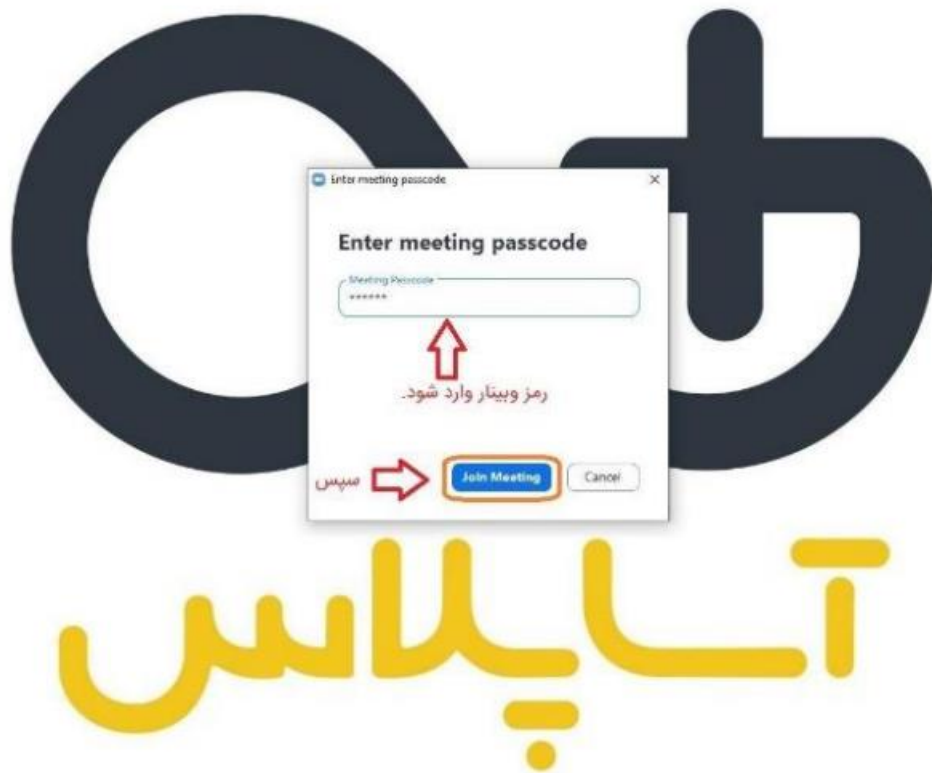 Enter meeting passcode
Enter meeting passcode
Meeting Passcode
******
رمز وبینار وارد شود.
سپس
Join Meeting
Cancel
آساپلاس